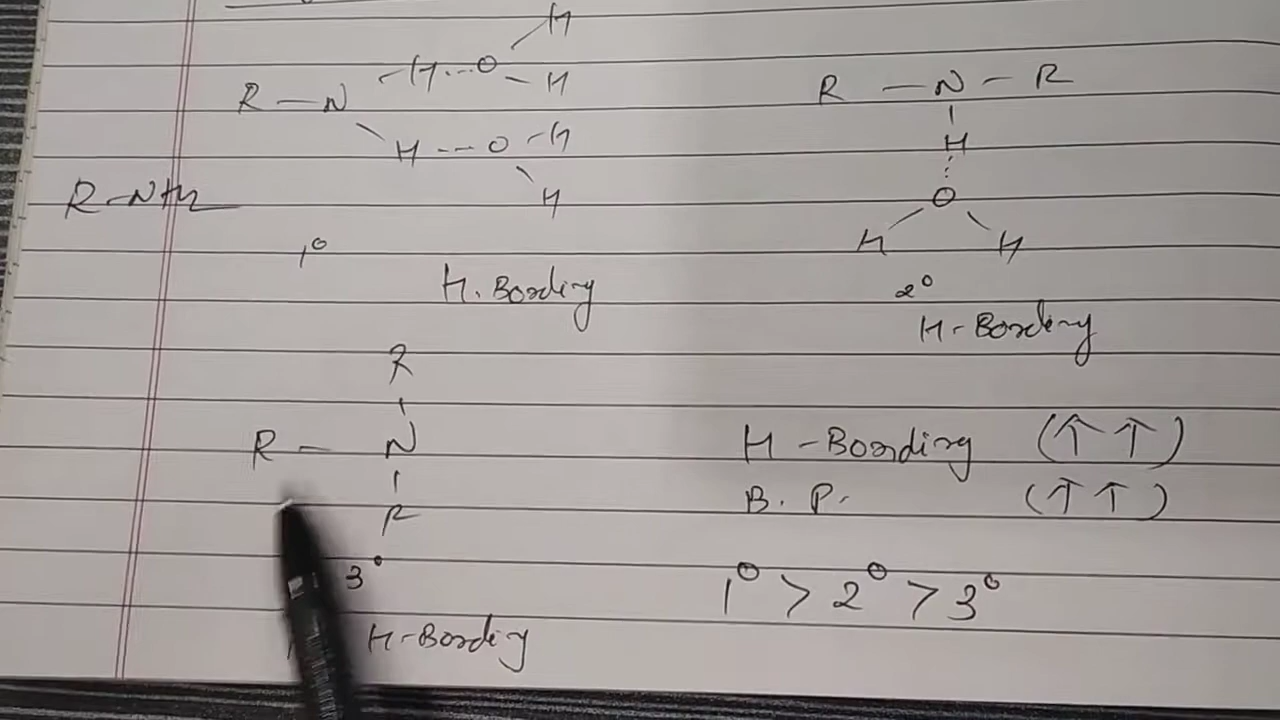 H
R — N – H ... O – H
H --- O – H
H
R – NH2
1°
H. Bonding
R — N – R
H
O
H H
2°
H - Bonding
R
R — N
R
3°
H - Bonding
H - Bonding (↑ ↑)
B. P. (↑ ↑)
1° > 2° > 3°